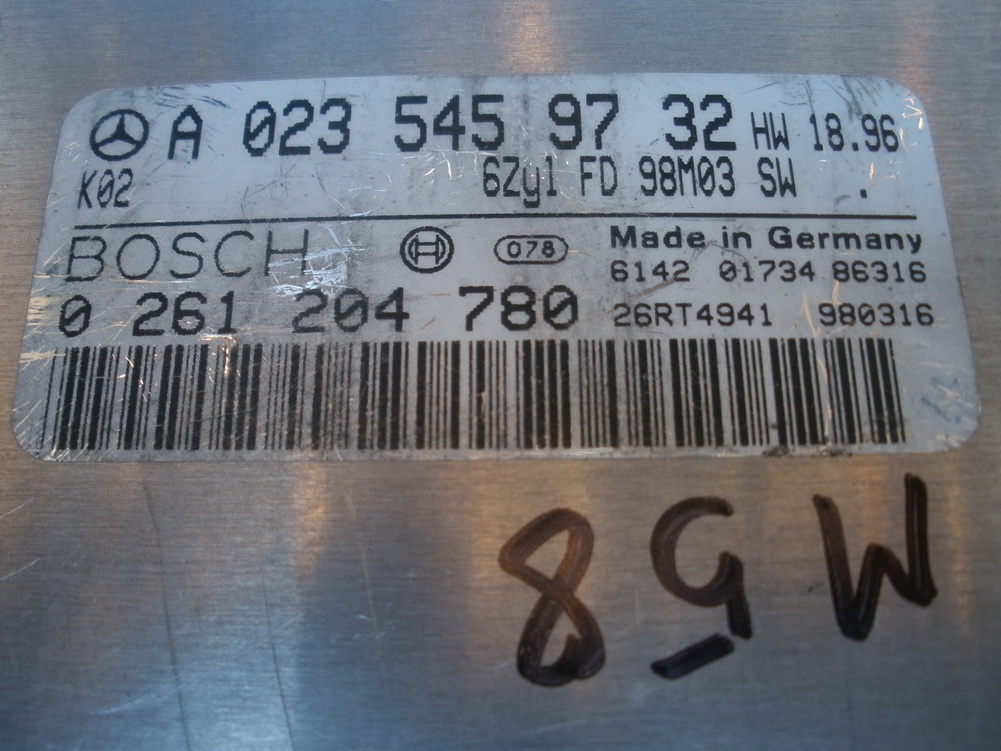 A 023 545 97 32 HW 18.96
K02 6Zyl FD 98M03 SW .
BOSCH H 078 Made in Germany
6142 01734 86316
0 261 204 780 26RT4941 980316